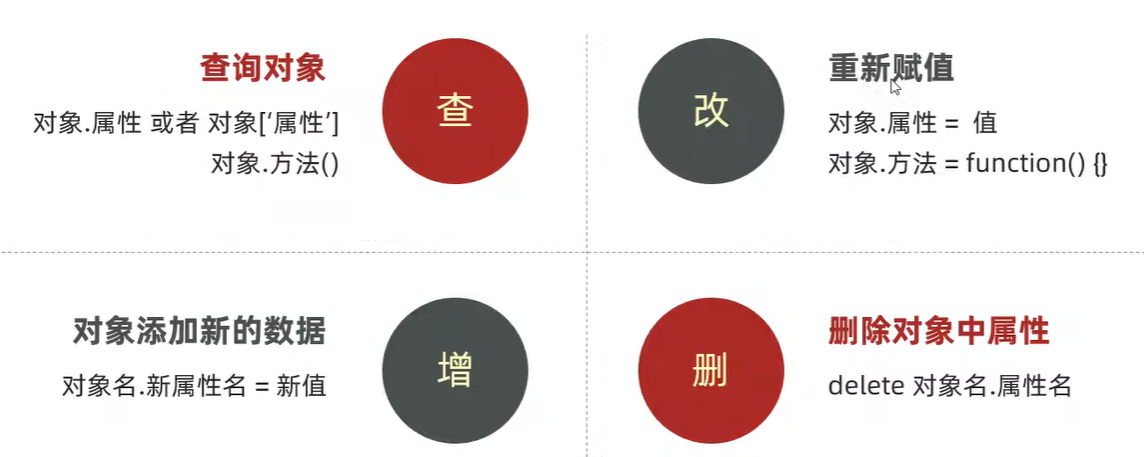 查询对象
对象.属性 或者 对象[‘属性’]
对象.方法()
查
改
重新赋值
对象.属性 = 值
对象.方法 = function() {}
对象添加新的数据
对象名.新属性名 = 新值
增
删
删除对象中属性
delete 对象名.属性名